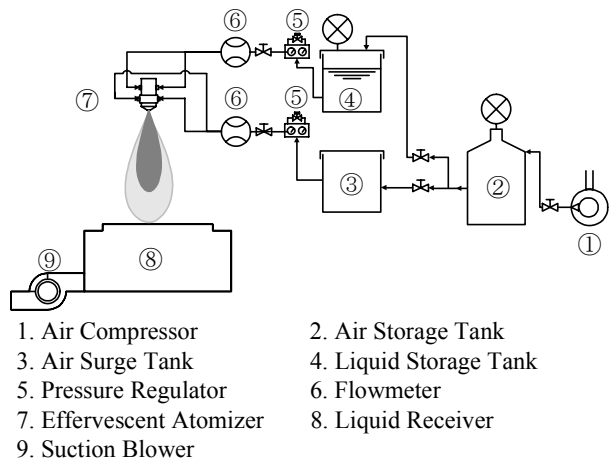 ⑥ ⑤
⑦ ④
⑥ ⑤
③ ②
①
⑧
⑨
1. Air Compressor 2. Air Storage Tank
3. Air Surge Tank 4. Liquid Storage Tank
5. Pressure Regulator 6. Flowmeter
7. Effervescent Atomizer 8. Liquid Receiver
9. Suction Blower